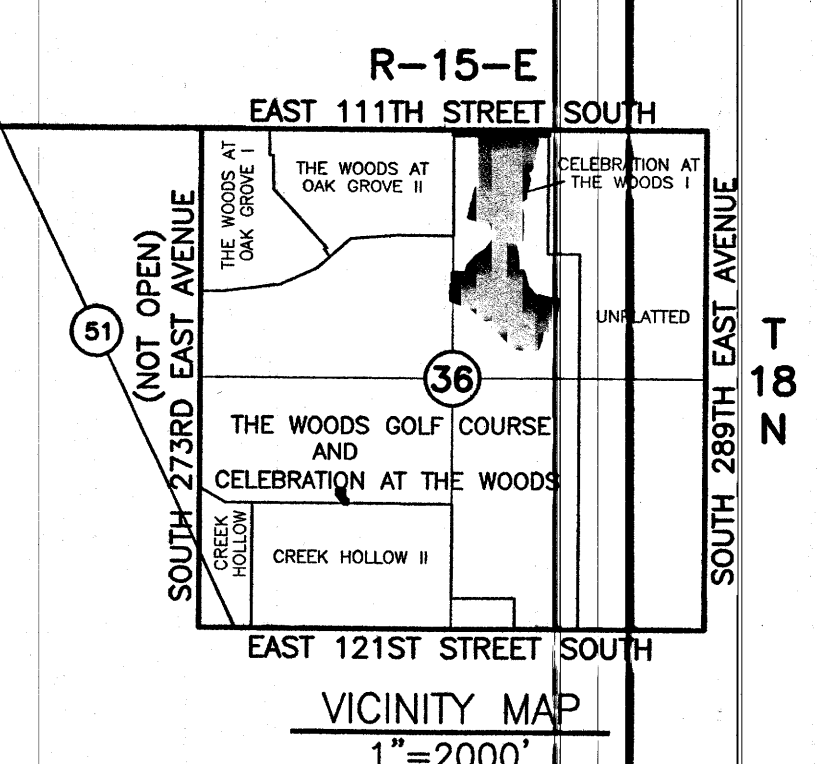 R-15-E
EAST 111TH STREET SOUTH
THE WOODS AT
OAK GROVE I
THE WOODS AT
OAK GROVE II
CELEBRATION AT
THE WOODS I
(NOT OPEN)
SOUTH 273RD EAST AVENUE
51
UNPLATTED
SOUTH 289TH EAST AVENUE
T
18
N
36
THE WOODS GOLF COURSE
AND
CELEBRATION AT THE WOODS
CREEK
HOLLOW
CREEK HOLLOW II
EAST 121ST STREET SOUTH
VICINITY MAP
1"=2000'